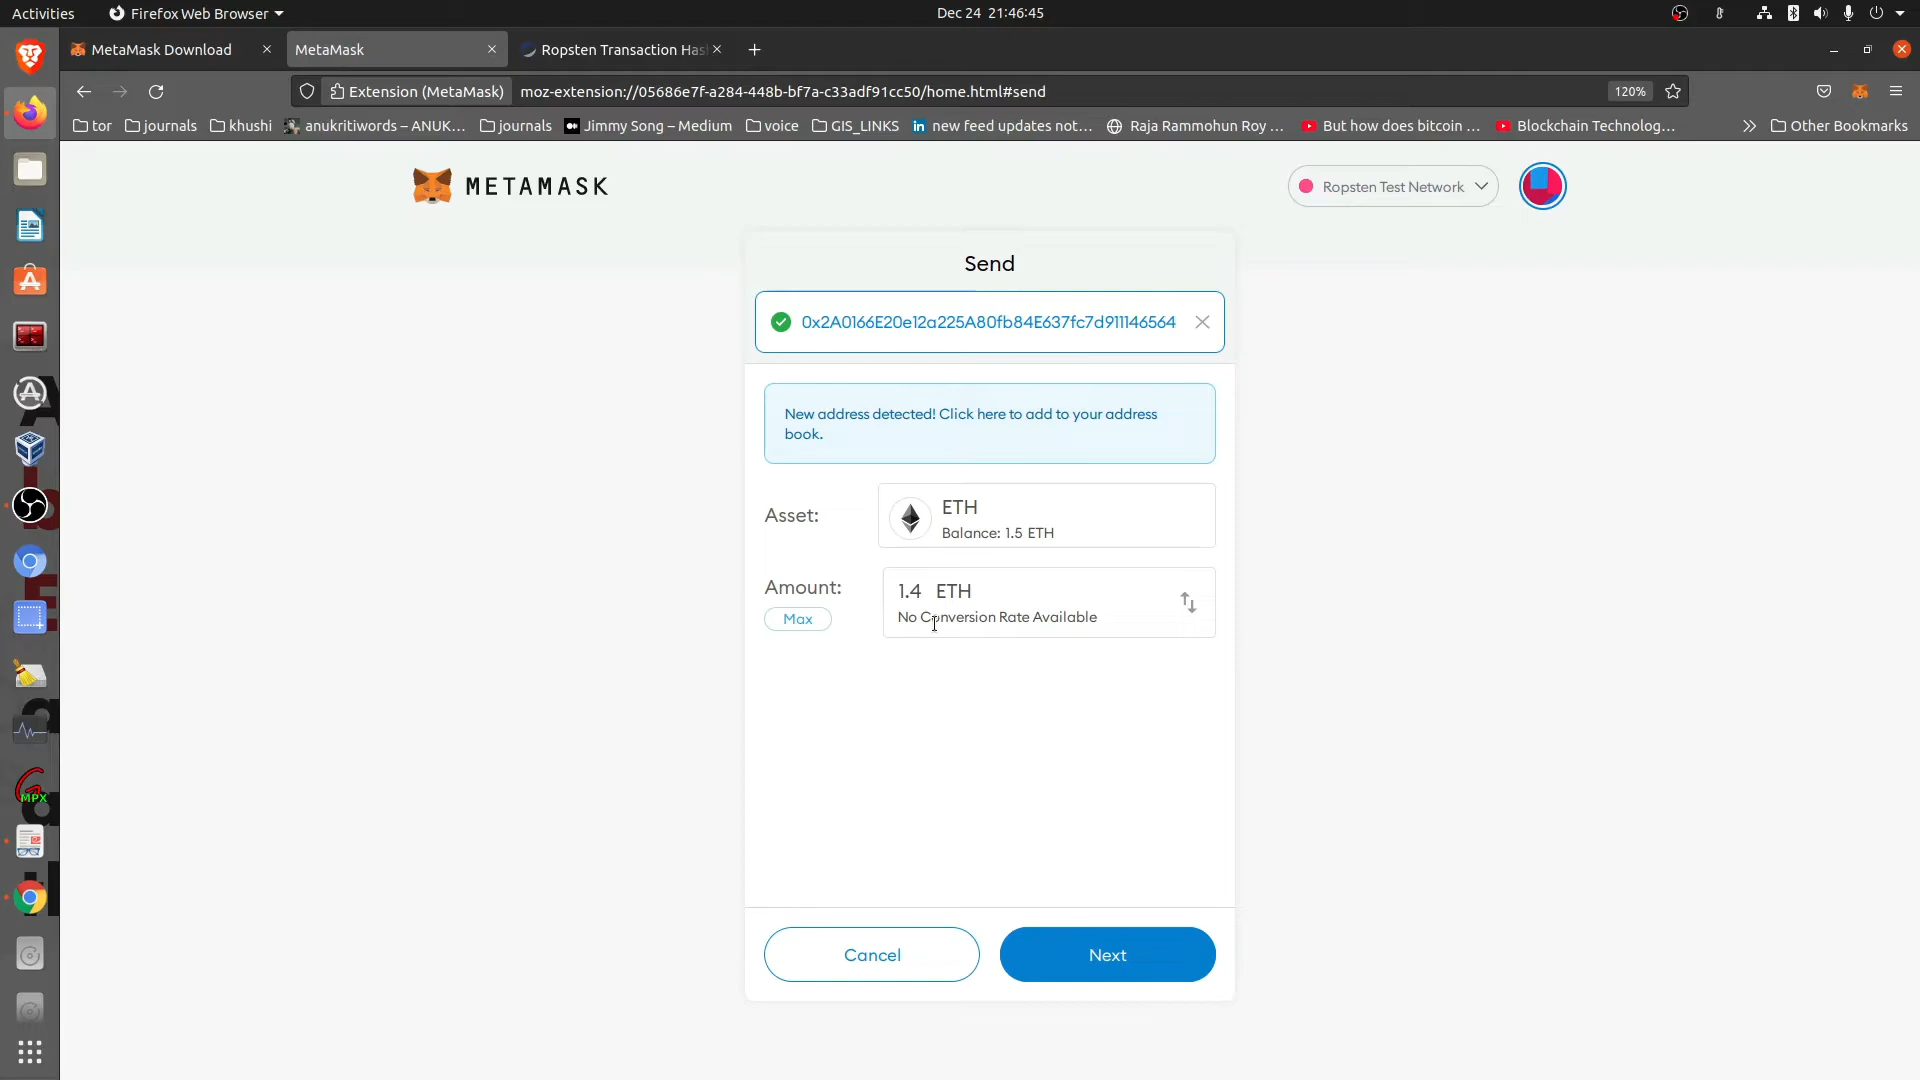 Activities
Firefox Web Browser
Dec 24 21:46:45
MetaMask Download
MetaMask
Ropsten Transaction Has
Extension (MetaMask)
moz-extension://05686e7f-a284-448b-bf7a-c33adf91cc50/home.html#send
120%
tor
journals
khushi
anukritiwords – ANUK…
journals
Jimmy Song – Medium
voice
GIS_LINKS
new feed updates not…
Raja Rammohun Roy …
But how does bitcoin …
Blockchain Technolog…
Other Bookmarks
METAMASK
Ropsten Test Network
Send
0x2A0166E20e12a225A80fb84E637fc7d911146564
New address detected! Click here to add to your address
book.
Asset:
ETH
Balance: 1.5 ETH
Amount:
Max
1.4 ETH
No Conversion Rate Available
Cancel
Next
MPX